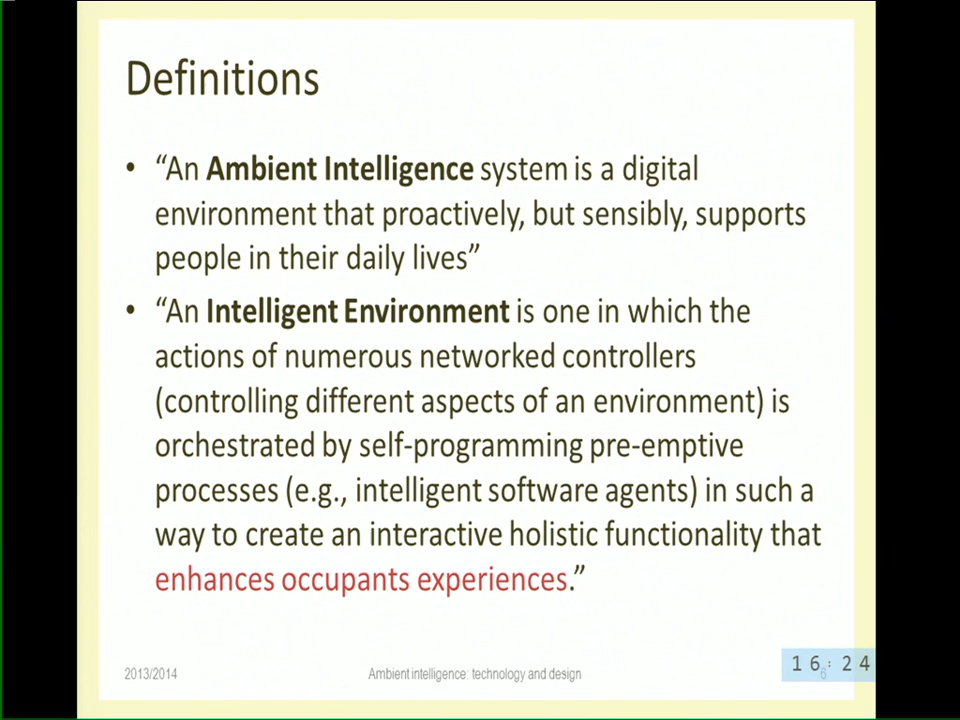 Definitions
• “An Ambient Intelligence system is a digital
environment that proactively, but sensibly, supports
people in their daily lives”
• “An Intelligent Environment is one in which the
actions of numerous networked controllers
(controlling different aspects of an environment) is
orchestrated by self-programming pre-emptive
processes (e.g., intelligent software agents) in such a
way to create an interactive holistic functionality that
enhances occupants experiences.”
2013/2014
Ambient intelligence: technology and design
6
16:24